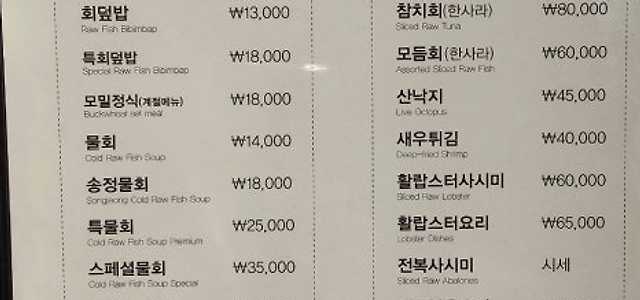 회덮밥 ₩13,000
Raw Fish Bibimbap
특회덮밥 ₩18,000
Special Raw Fish Bibimbap
모밀정식(계절메뉴) ₩18,000
Buckwheat set meal
물회 ₩14,000
Cold Raw Fish Soup
송정물회 ₩18,000
Songjeong Cold Raw Fish Soup
특물회 ₩25,000
Cold Raw Fish Soup Premium
스페셜물회 ₩35,000
Cold Raw Fish Soup Special
참치회(한사라) ₩80,000
Sliced Raw Tuna
모듬회(한사라) ₩60,000
Assorted Sliced Raw Fish
산낙지 ₩45,000
Live Octopus
새우튀김 ₩40,000
Deep-fried Shrimp
활랍스터사시미 ₩60,000
Sliced Raw Lobster
활랍스터요리 ₩65,000
Lobster Dishes
전복사시미 시세
Sliced Raw Abalones